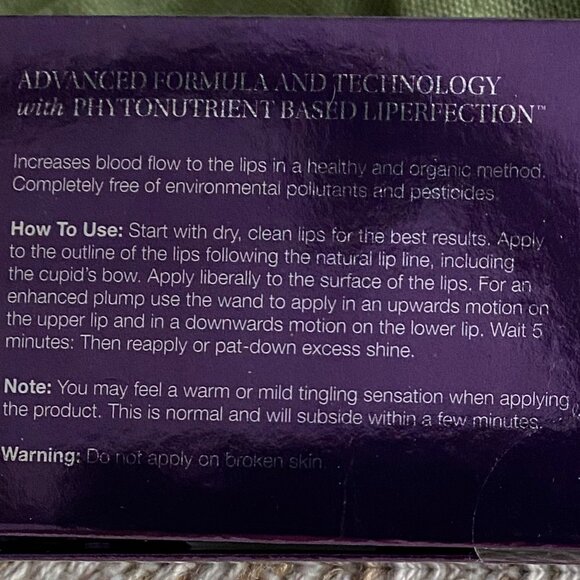 ADVANCED FORMULA AND TECHNOLOGY
with PHYTONUTRIENT BASED LIPERFECTION™
Increases blood flow to the lips in a healthy and organic method.
Completely free of environmental pollutants and pesticides.
How To Use: Start with dry, clean lips for the best results. Apply
to the outline of the lips following the natural lip line, including
the cupid's bow. Apply liberally to the surface of the lips. For an
enhanced plump use the wand to apply in an upwards motion on
the upper lip and in a downwards motion on the lower lip. Wait 5
minutes: Then reapply or pat-down excess shine.
Note: You may feel a warm or mild tingling sensation when applying
the product. This is normal and will subside within a few minutes.
Warning: Do not apply on broken skin.